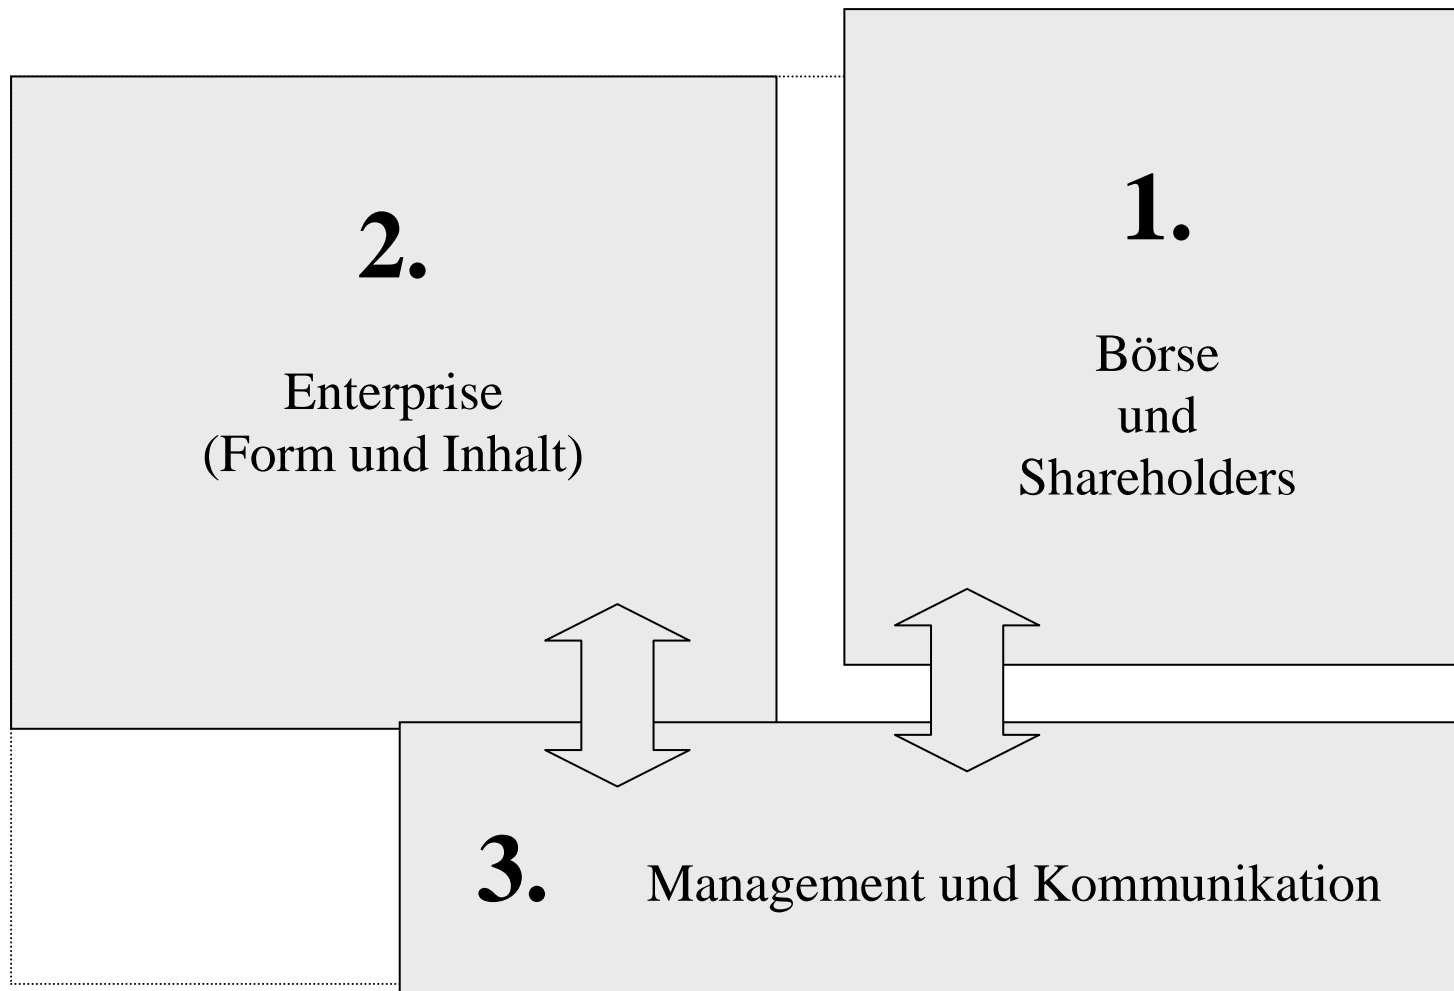 1.
Börse
und
Shareholders
2.
Enterprise
(Form und Inhalt)
3. Management und Kommunikation